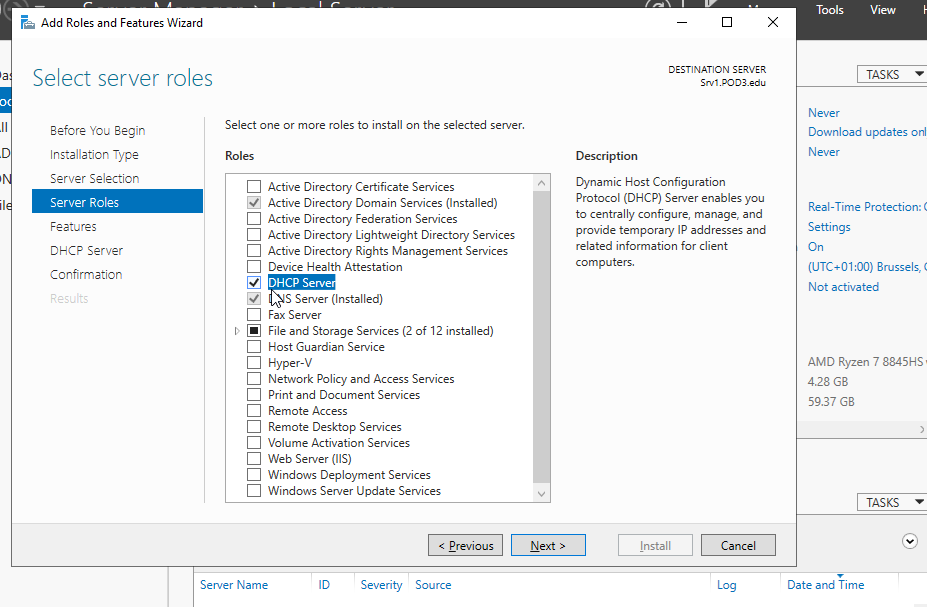 Add Roles and Features Wizard
Tools View
Select server roles
DESTINATION SERVER
Srv1.POD3.edu
TASKS
Before You Begin
Installation Type
Server Selection
Server Roles
Features
DHCP Server
Confirmation
Results
Select one or more roles to install on the selected server.
Roles
Active Directory Certificate Services
Active Directory Domain Services (Installed)
Active Directory Federation Services
Active Directory Lightweight Directory Services
Active Directory Rights Management Services
Device Health Attestation
DHCP Server
DNS Server (Installed)
Fax Server
File and Storage Services (2 of 12 installed)
Host Guardian Service
Hyper-V
Network Policy and Access Services
Print and Document Services
Remote Access
Remote Desktop Services
Volume Activation Services
Web Server (IIS)
Windows Deployment Services
Windows Server Update Services
Description
Dynamic Host Configuration
Protocol (DHCP) Server enables you
to centrally configure, manage, and
provide temporary IP addresses and
related information for client
computers.
Never
Download updates onl
Never
Real-Time Protection:
Settings
On
(UTC+01:00) Brussels,
Not activated
AMD Ryzen 7 8845HS
4.28 GB
59.37 GB
TASKS
< Previous
Next >
Install
Cancel
Server Name ID Severity Source Log Date and Time